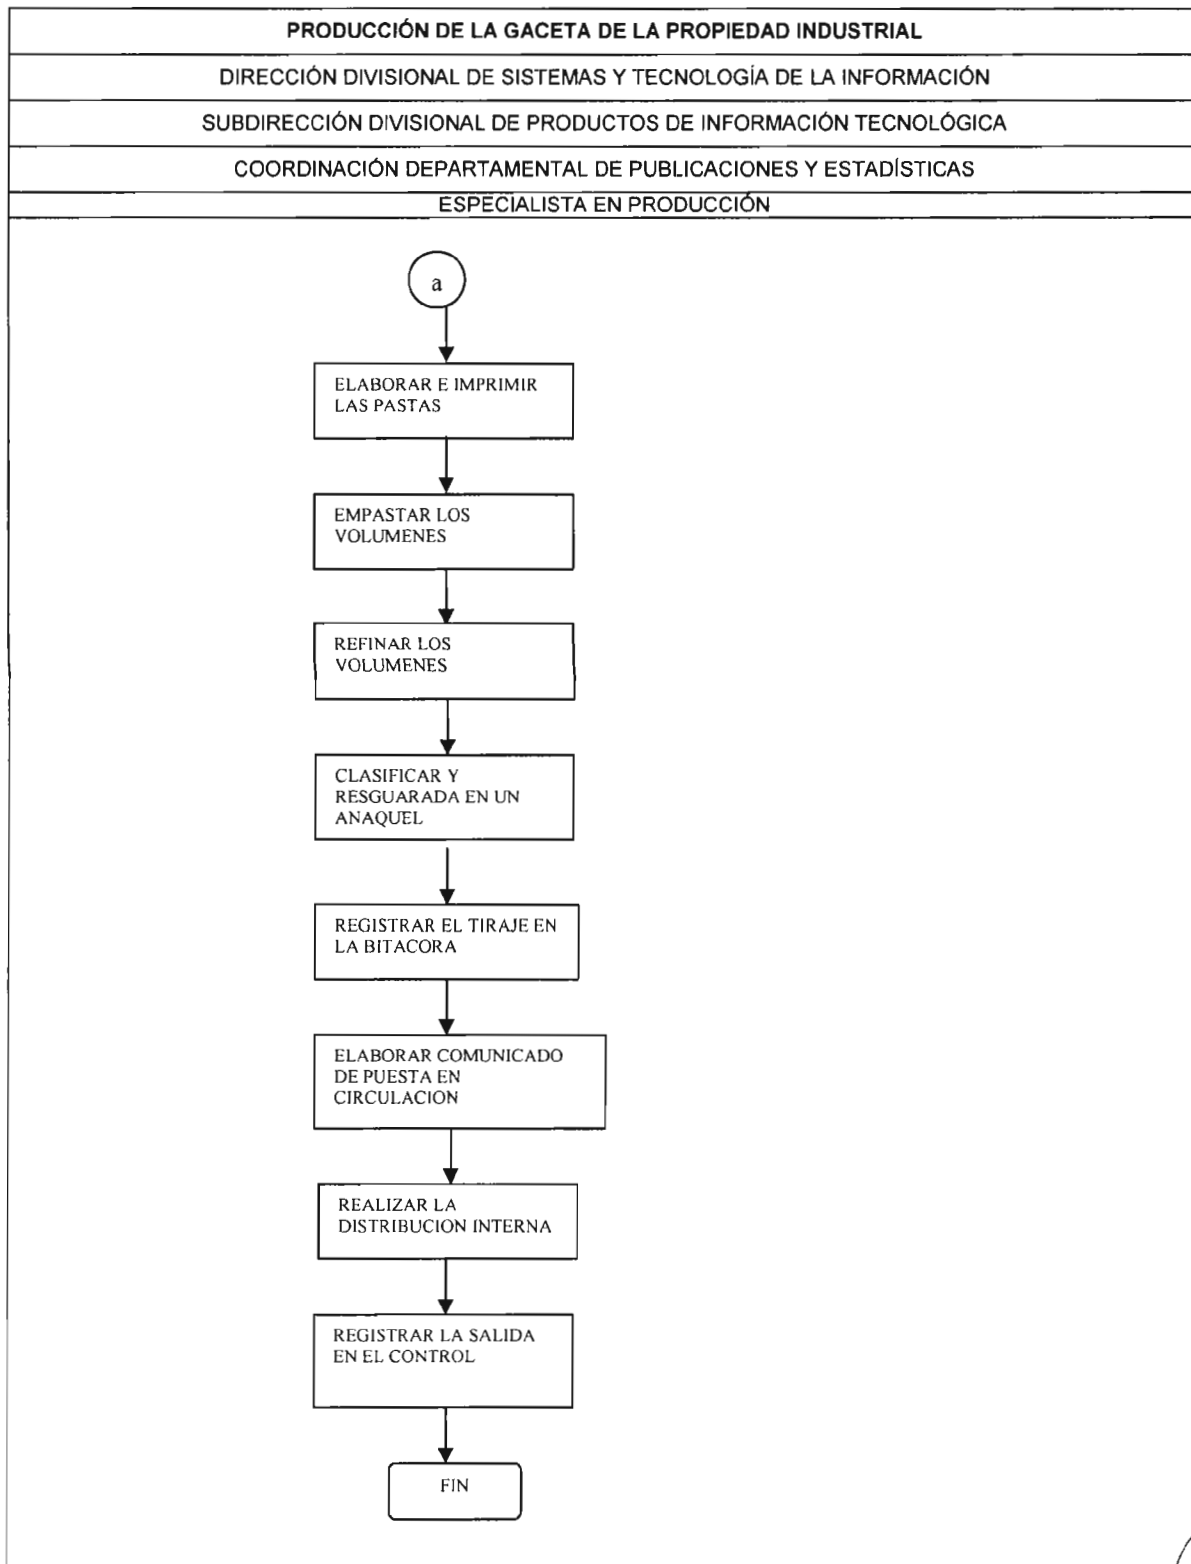 PRODUCCIÓN DE LA GACETA DE LA PROPIEDAD INDUSTRIAL
DIRECCIÓN DIVISIONAL DE SISTEMAS Y TECNOLOGÍA DE LA INFORMACIÓN
SUBDIRECCIÓN DIVISIONAL DE PRODUCTOS DE INFORMACIÓN TECNOLÓGICA
COORDINACIÓN DEPARTAMENTAL DE PUBLICACIONES Y ESTADÍSTICAS
ESPECIALISTA EN PRODUCCIÓN
a
ELABORAR E IMPRIMIR
LAS PASTAS
EMPASTAR LOS
VOLUMENES
REFINAR LOS
VOLUMENES
CLASIFICAR Y
RESGUARADA EN UN
ANAQUEL
REGISTRAR EL TIRAJE EN
LA BITACORA
ELABORAR COMUNICADO
DE PUESTA EN
CIRCULACION
REALIZAR LA
DISTRIBUCION INTERNA
REGISTRAR LA SALIDA
EN EL CONTROL
FIN